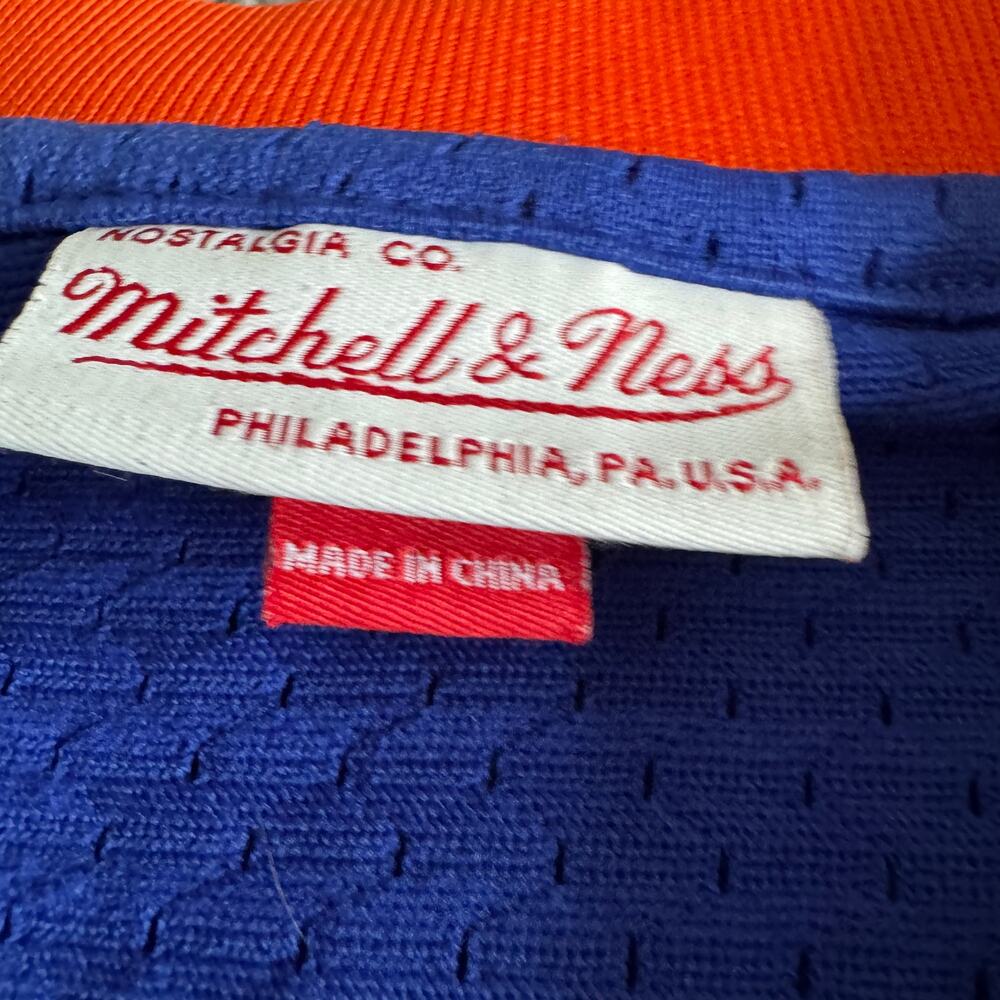 NOSTALGIA CO.
Mitchell & Ness
PHILADELPHIA, PA. U.S.A.
MADE IN CHINA